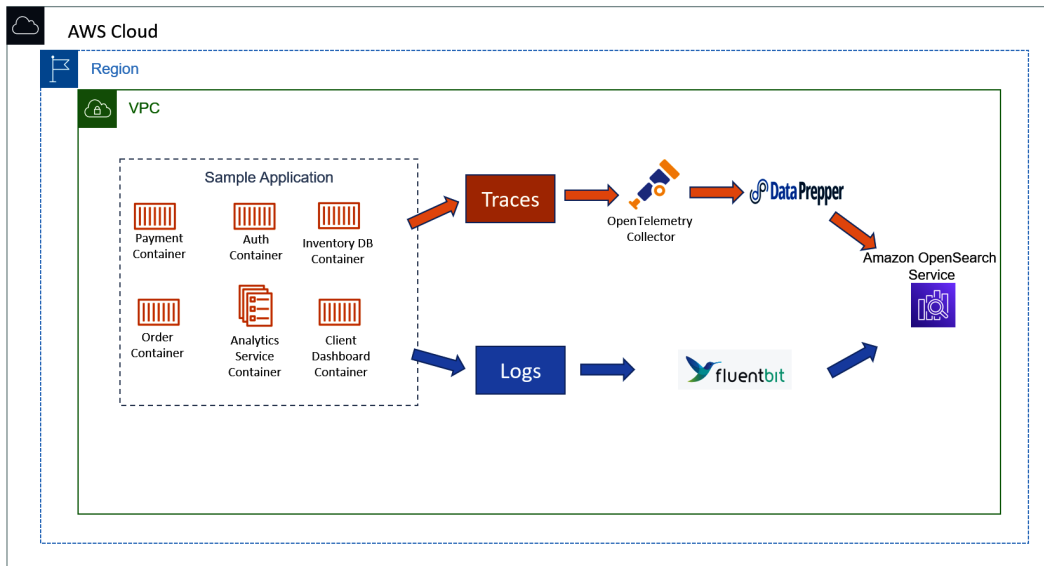 AWS Cloud
Region
VPC
Sample Application
Payment
Container
Auth
Container
Inventory DB
Container
Order
Container
Analytics
Service
Container
Client
Dashboard
Container
Traces
OpenTelemetry
Collector
Data Prepper
Amazon OpenSearch
Service
Logs
fluentbit